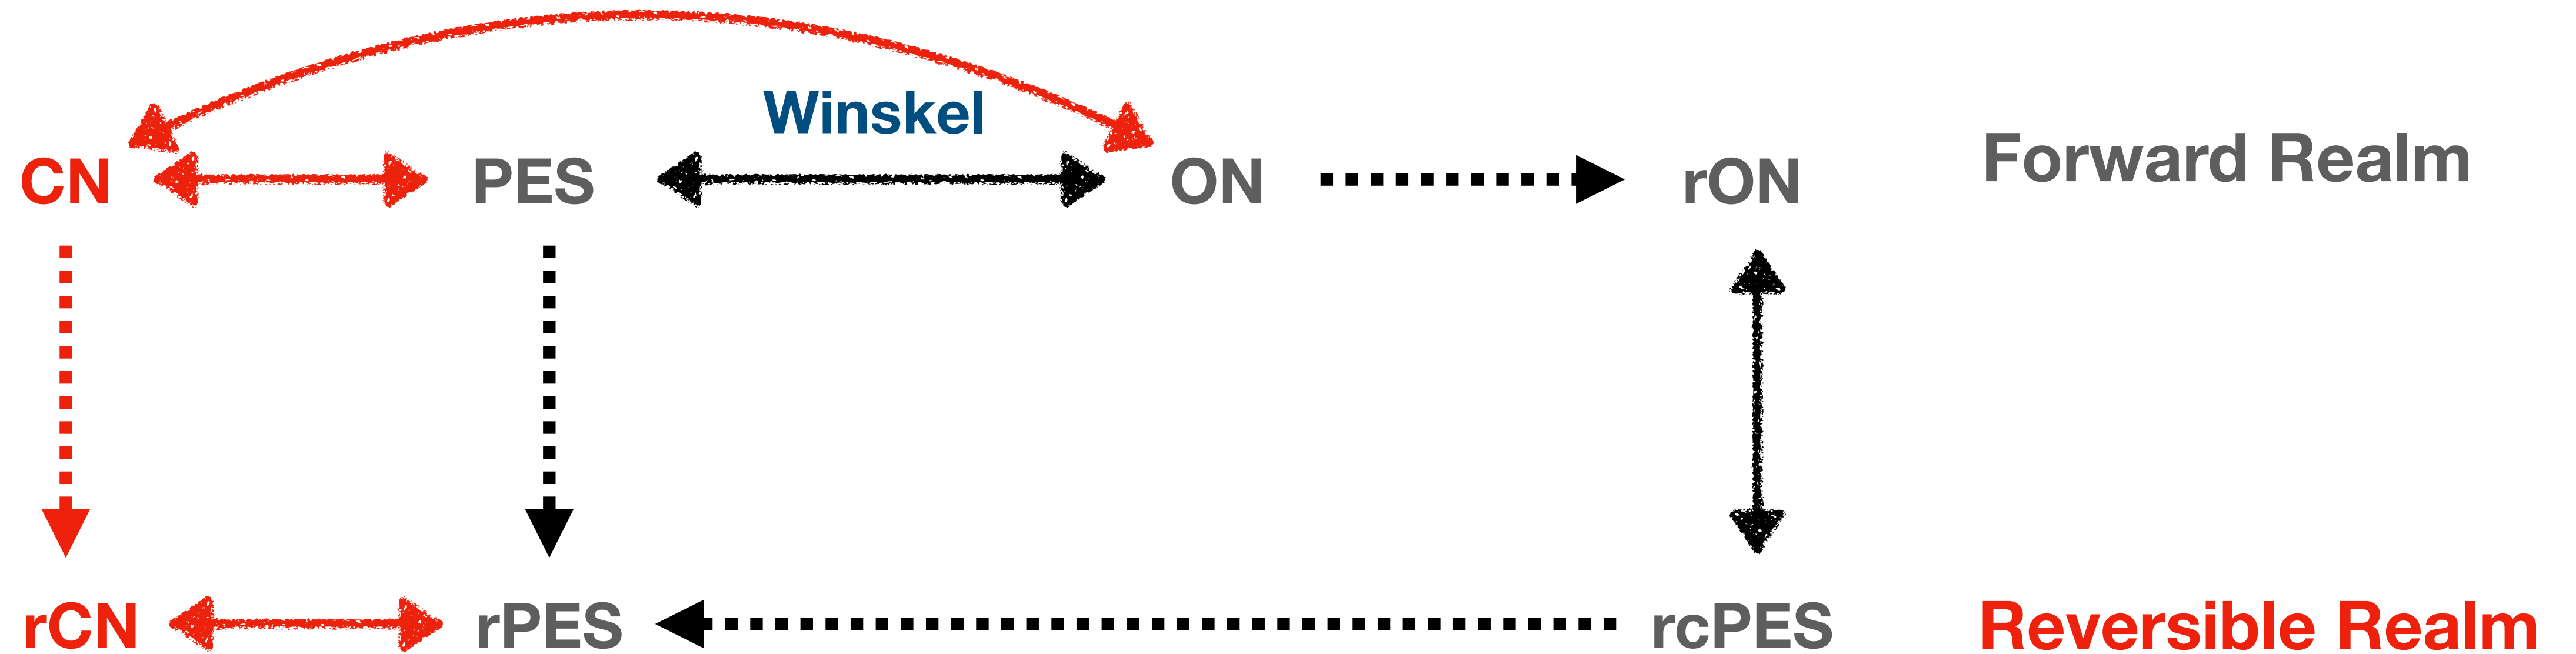 Winskel
CN PES ON rON Forward Realm
rCN rPES rcPES Reversible Realm